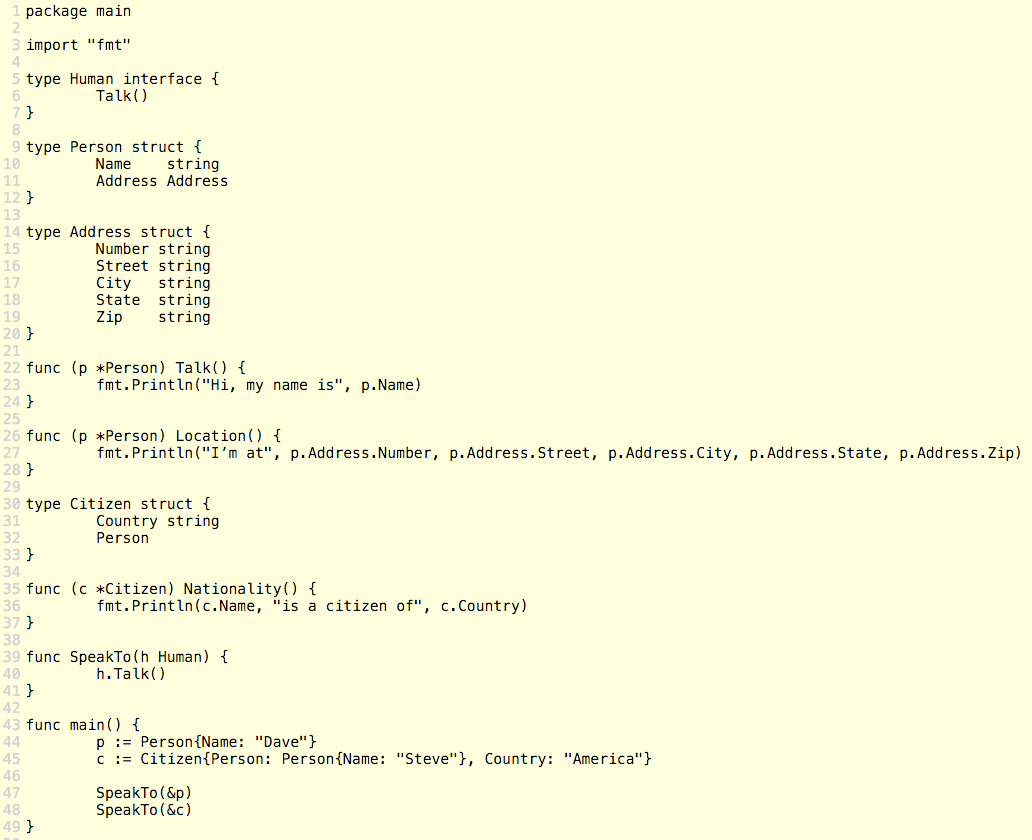 1 package main
2
3 import "fmt"
4
5 type Human interface {
6         Talk()
7 }
8
9 type Person struct {
10         Name    string
11         Address Address
12 }
13
14 type Address struct {
15         Number string
16         Street string
17         City   string
18         State  string
19         Zip    string
20 }
21
22 func (p *Person) Talk() {
23         fmt.Println("Hi, my name is", p.Name)
24 }
25
26 func (p *Person) Location() {
27         fmt.Println("I’m at", p.Address.Number, p.Address.Street, p.Address.City, p.Address.State, p.Address.Zip)
28 }
29
30 type Citizen struct {
31         Country string
32         Person
33 }
34
35 func (c *Citizen) Nationality() {
36         fmt.Println(c.Name, "is a citizen of", c.Country)
37 }
38
39 func SpeakTo(h Human) {
40         h.Talk()
41 }
42
43 func main() {
44         p := Person{Name: "Dave"}
45         c := Citizen{Person: Person{Name: "Steve"}, Country: "America"}
46
47         SpeakTo(&p)
48         SpeakTo(&c)
49 }